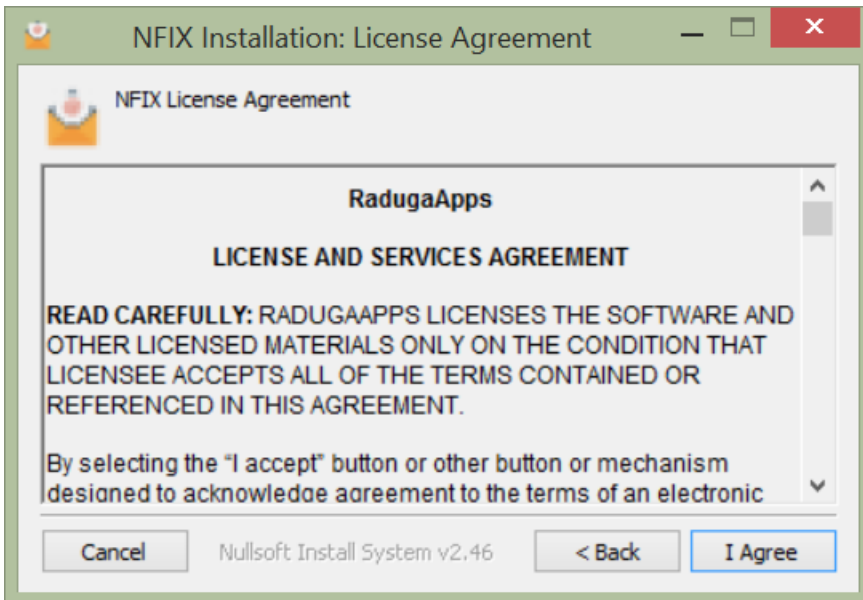 NFIX Installation: License Agreement
NFIX License Agreement
RadugaApps
LICENSE AND SERVICES AGREEMENT
READ CAREFULLY: RADUGAAPPS LICENSES THE SOFTWARE AND
OTHER LICENSED MATERIALS ONLY ON THE CONDITION THAT
LICENSEE ACCEPTS ALL OF THE TERMS CONTAINED OR
REFERENCED IN THIS AGREEMENT.
By selecting the “I accept” button or other button or mechanism
designed to acknowledge agreement to the terms of an electronic
Cancel
Nullsoft Install System v2.46
< Back
I Agree